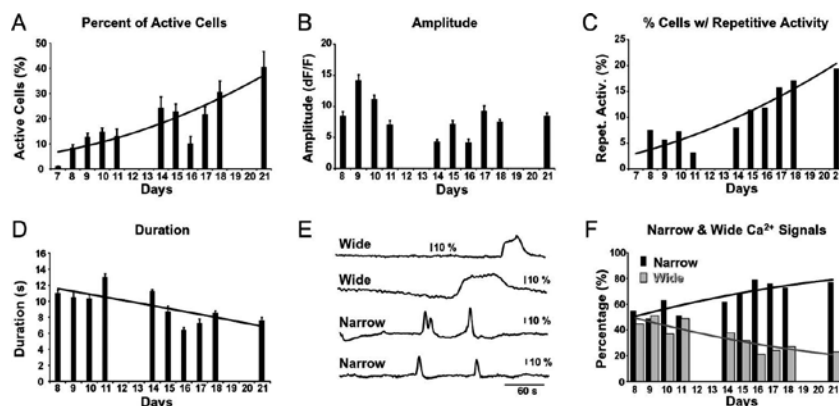 A Percent of Active Cells
Active Cells (%)
50
40
30
20
10
0
7 8 9 10 11 12 13 14 15 16 17 18 19 20 21
Days
B Amplitude
Amplitude (dF/F)
20
15
10
5
0
8 9 10 11 12 13 14 15 16 17 18 19 20 21
Days
C % Cells w/ Repetitive Activity
Repet. Activ. (%)
25
20
15
10
5
0
7 8 9 10 11 12 13 14 15 16 17 18 19 20 2
Days
D Duration
Duration (s)
16
14
12
10
8
6
4
2
0
8 9 10 11 12 13 14 15 16 17 18 19 20 21
Days
E
Wide 10 %
Wide 10 %
Narrow 10 %
Narrow 10 %
60 s
F Narrow & Wide Ca²⁺ Signals
Narrow
Wide
Percentage (%)
100
80
60
40
20
0
8 9 10 11 12 13 14 15 16 17 18 19 20 21
Days